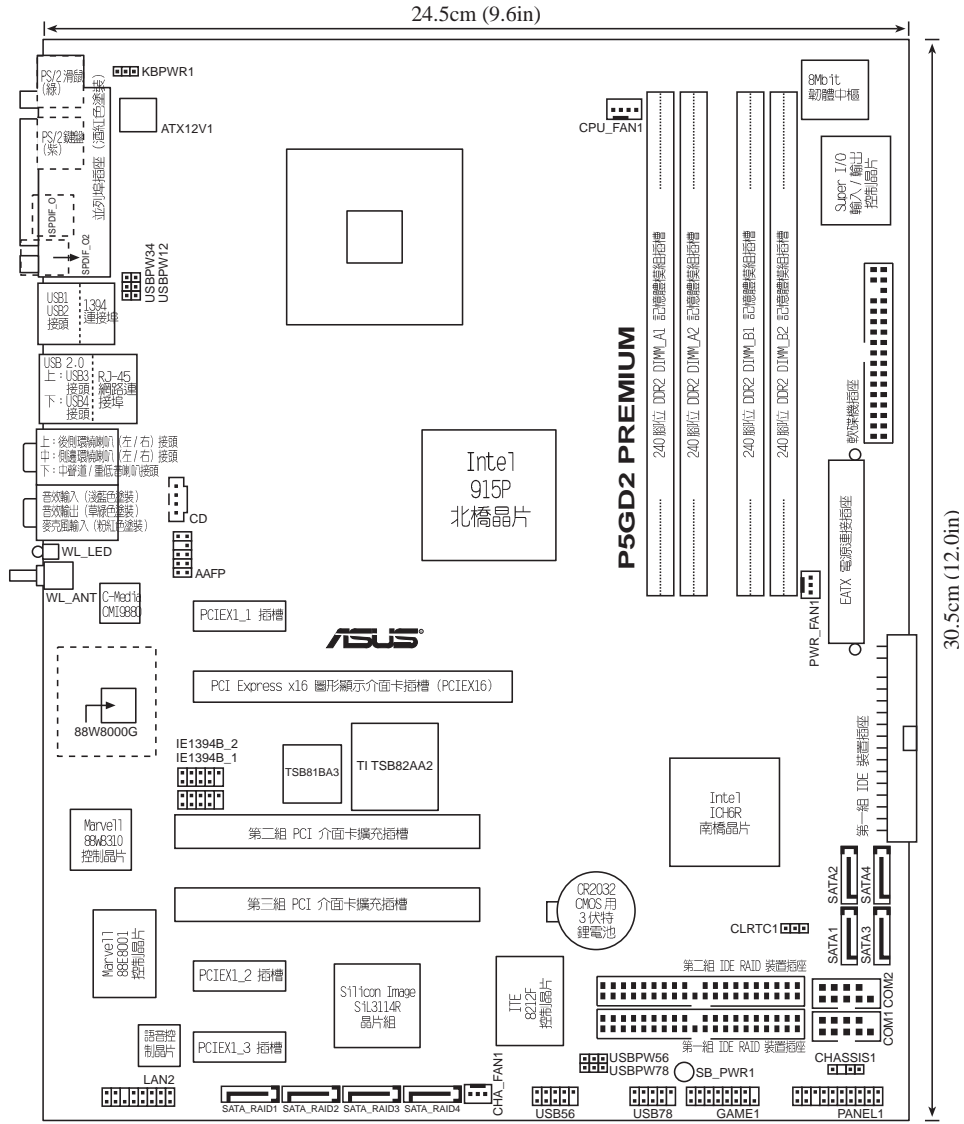 24.5cm (9.6in)
PS/2 滑鼠
(綠)
PS/2鍵盤
(紫)
並列埠插座 (酒紅色塗裝)
KBPWR1
ATX12V1
SPDIF_O
SPDIF_O2
USBPW34
USBPW12
USB1
USB2
接頭
1394
連接埠
USB 2.0
上：USB3
接頭
下：USB4
接頭
RJ-45
網路連
接埠
上：後側環繞喇叭 (左 / 右) 接頭
中：側邊環繞喇叭 (左 / 右) 接頭
下：中聲道 / 重低音喇叭接頭
音效輸入 (淺藍色塗裝)
音效輸出 (草綠色塗裝)
麥克風輸入 (粉紅色塗裝)
CD
AAFP
WL_LED
WL_ANT
C-Media
CMI9880
88W8000G
CPU_FAN1
P5GD2 PREMIUM
240 腳位 DDR2 DIMM_A1 記憶體模組插槽
240 腳位 DDR2 DIMM_A2 記憶體模組插槽
240 腳位 DDR2 DIMM_B1 記憶體模組插槽
240 腳位 DDR2 DIMM_B2 記憶體模組插槽
8Mbit
韌體中樞
Super I/O
輸入 / 輸出
控制晶片
軟碟機插座
Intel
915P
北橋晶片
EATX 電源連接插座
PWR_FAN1
30.5cm (12.0in)
PCIEX1_1 插槽
ASUS®
PCI Express x16 圖形顯示介面卡插槽 (PCIEX16)
IE1394B_2
IE1394B_1
TSB81BA3
TI TSB82AA2
第一組 IDE 裝置插座
Intel
ICH6R
南橋晶片
Marvell
88W8310
控制晶片
第二組 PCI 介面卡擴充插槽
第三組 PCI 介面卡擴充插槽
CR2032
CMOS 用
3 伏特
鋰電池
SATA2
SATA4
SATA1
SATA3
CLRTC1
Marvell
88E8001
控制晶片
PCIEX1_2 插槽
Silicon Image
SiL3114R
晶片組
ITE
8212F
控制晶片
第二組 IDE RAID 裝置插座
第一組 IDE RAID 裝置插座
COM2
COM1
語音控
制晶片
PCIEX1_3 插槽
LAN2
SATA_RAID1
SATA_RAID2
SATA_RAID3
SATA_RAID4
CHA_FAN1
USBPW56
USBPW78
SB_PWR1
CHASSIS1
USB56
USB78
GAME1
PANEL1